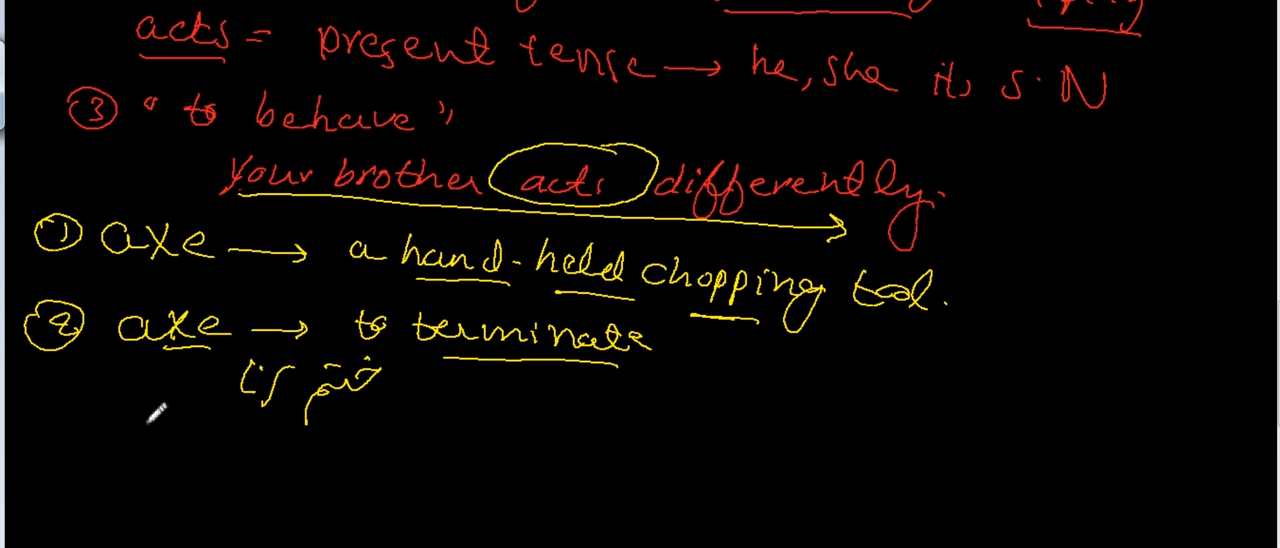 acts = present tense → he, she it, S.N
③ "to behave"
Your brother acts differently.
① axe → a hand-held chopping tool.
② axe → to terminate
ختم کرنا